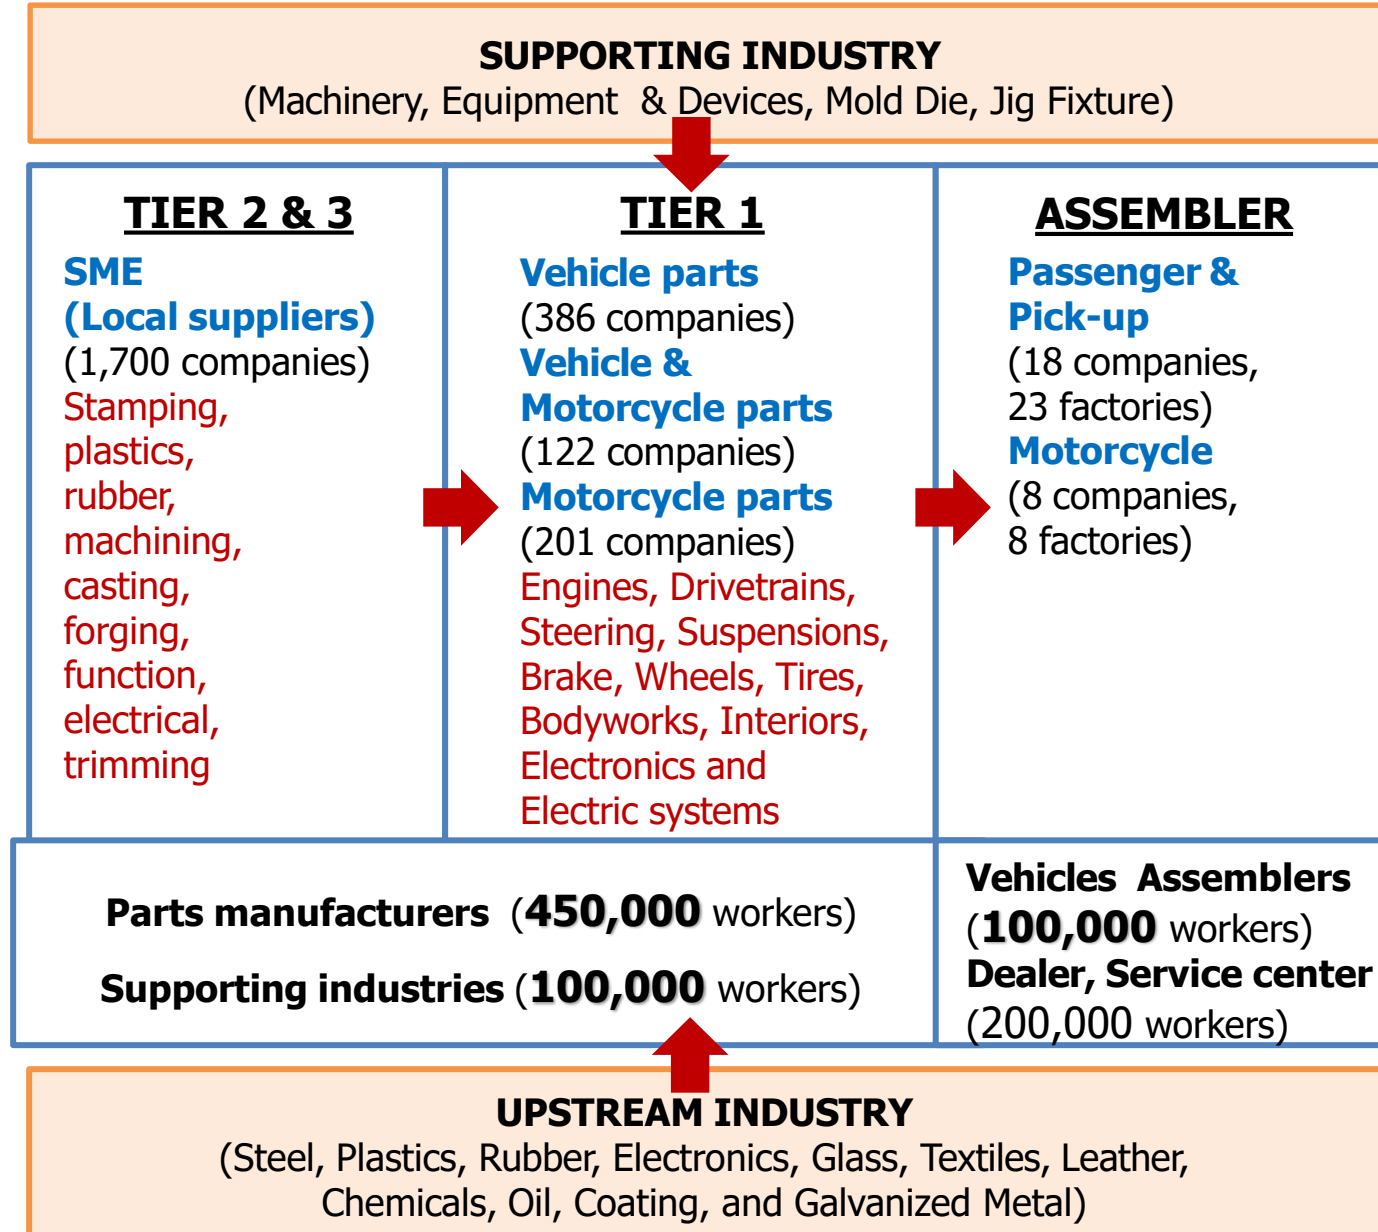 SUPPORTING INDUSTRY
(Machinery, Equipment & Devices, Mold Die, Jig Fixture)
TIER 2 & 3
SME
(Local suppliers)
(1,700 companies)
Stamping,
plastics,
rubber,
machining,
casting,
forging,
function,
electrical,
trimming
TIER 1
Vehicle parts
(386 companies)
Vehicle &
Motorcycle parts
(122 companies)
Motorcycle parts
(201 companies)
Engines, Drivetrains,
Steering, Suspensions,
Brake, Wheels, Tires,
Bodyworks, Interiors,
Electronics and
Electric systems
ASSEMBLER
Passenger &
Pick-up
(18 companies,
23 factories)
Motorcycle
(8 companies,
8 factories)
Parts manufacturers (450,000 workers)
Supporting industries (100,000 workers)
Vehicles Assemblers
(100,000 workers)
Dealer, Service center
(200,000 workers)
UPSTREAM INDUSTRY
(Steel, Plastics, Rubber, Electronics, Glass, Textiles, Leather,
Chemicals, Oil, Coating, and Galvanized Metal)